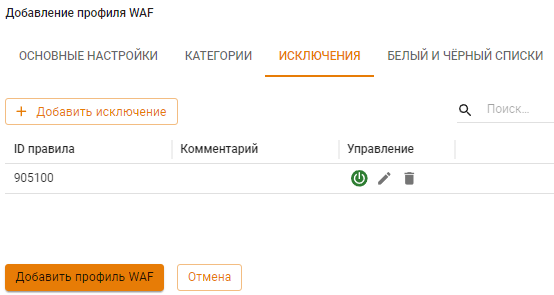 Добавление профиля WAF
ОСНОВНЫЕ НАСТРОЙКИ КАТЕГОРИИ ИСКЛЮЧЕНИЯ БЕЛЫЙ И ЧЁРНЫЙ СПИСКИ
+ Добавить исключение Поиск...
ID правила Комментарий Управление
905100
Добавить профиль WAF Отмена